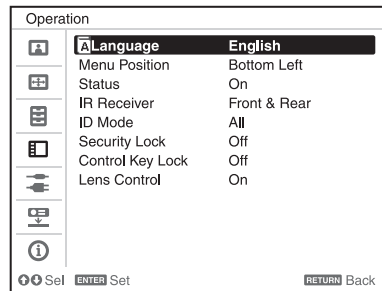 Operation
A Language English
Menu Position Bottom Left
Status On
IR Receiver Front & Rear
ID Mode All
Security Lock Off
Control Key Lock Off
Lens Control On
Sel ENTER Set RETURN Back